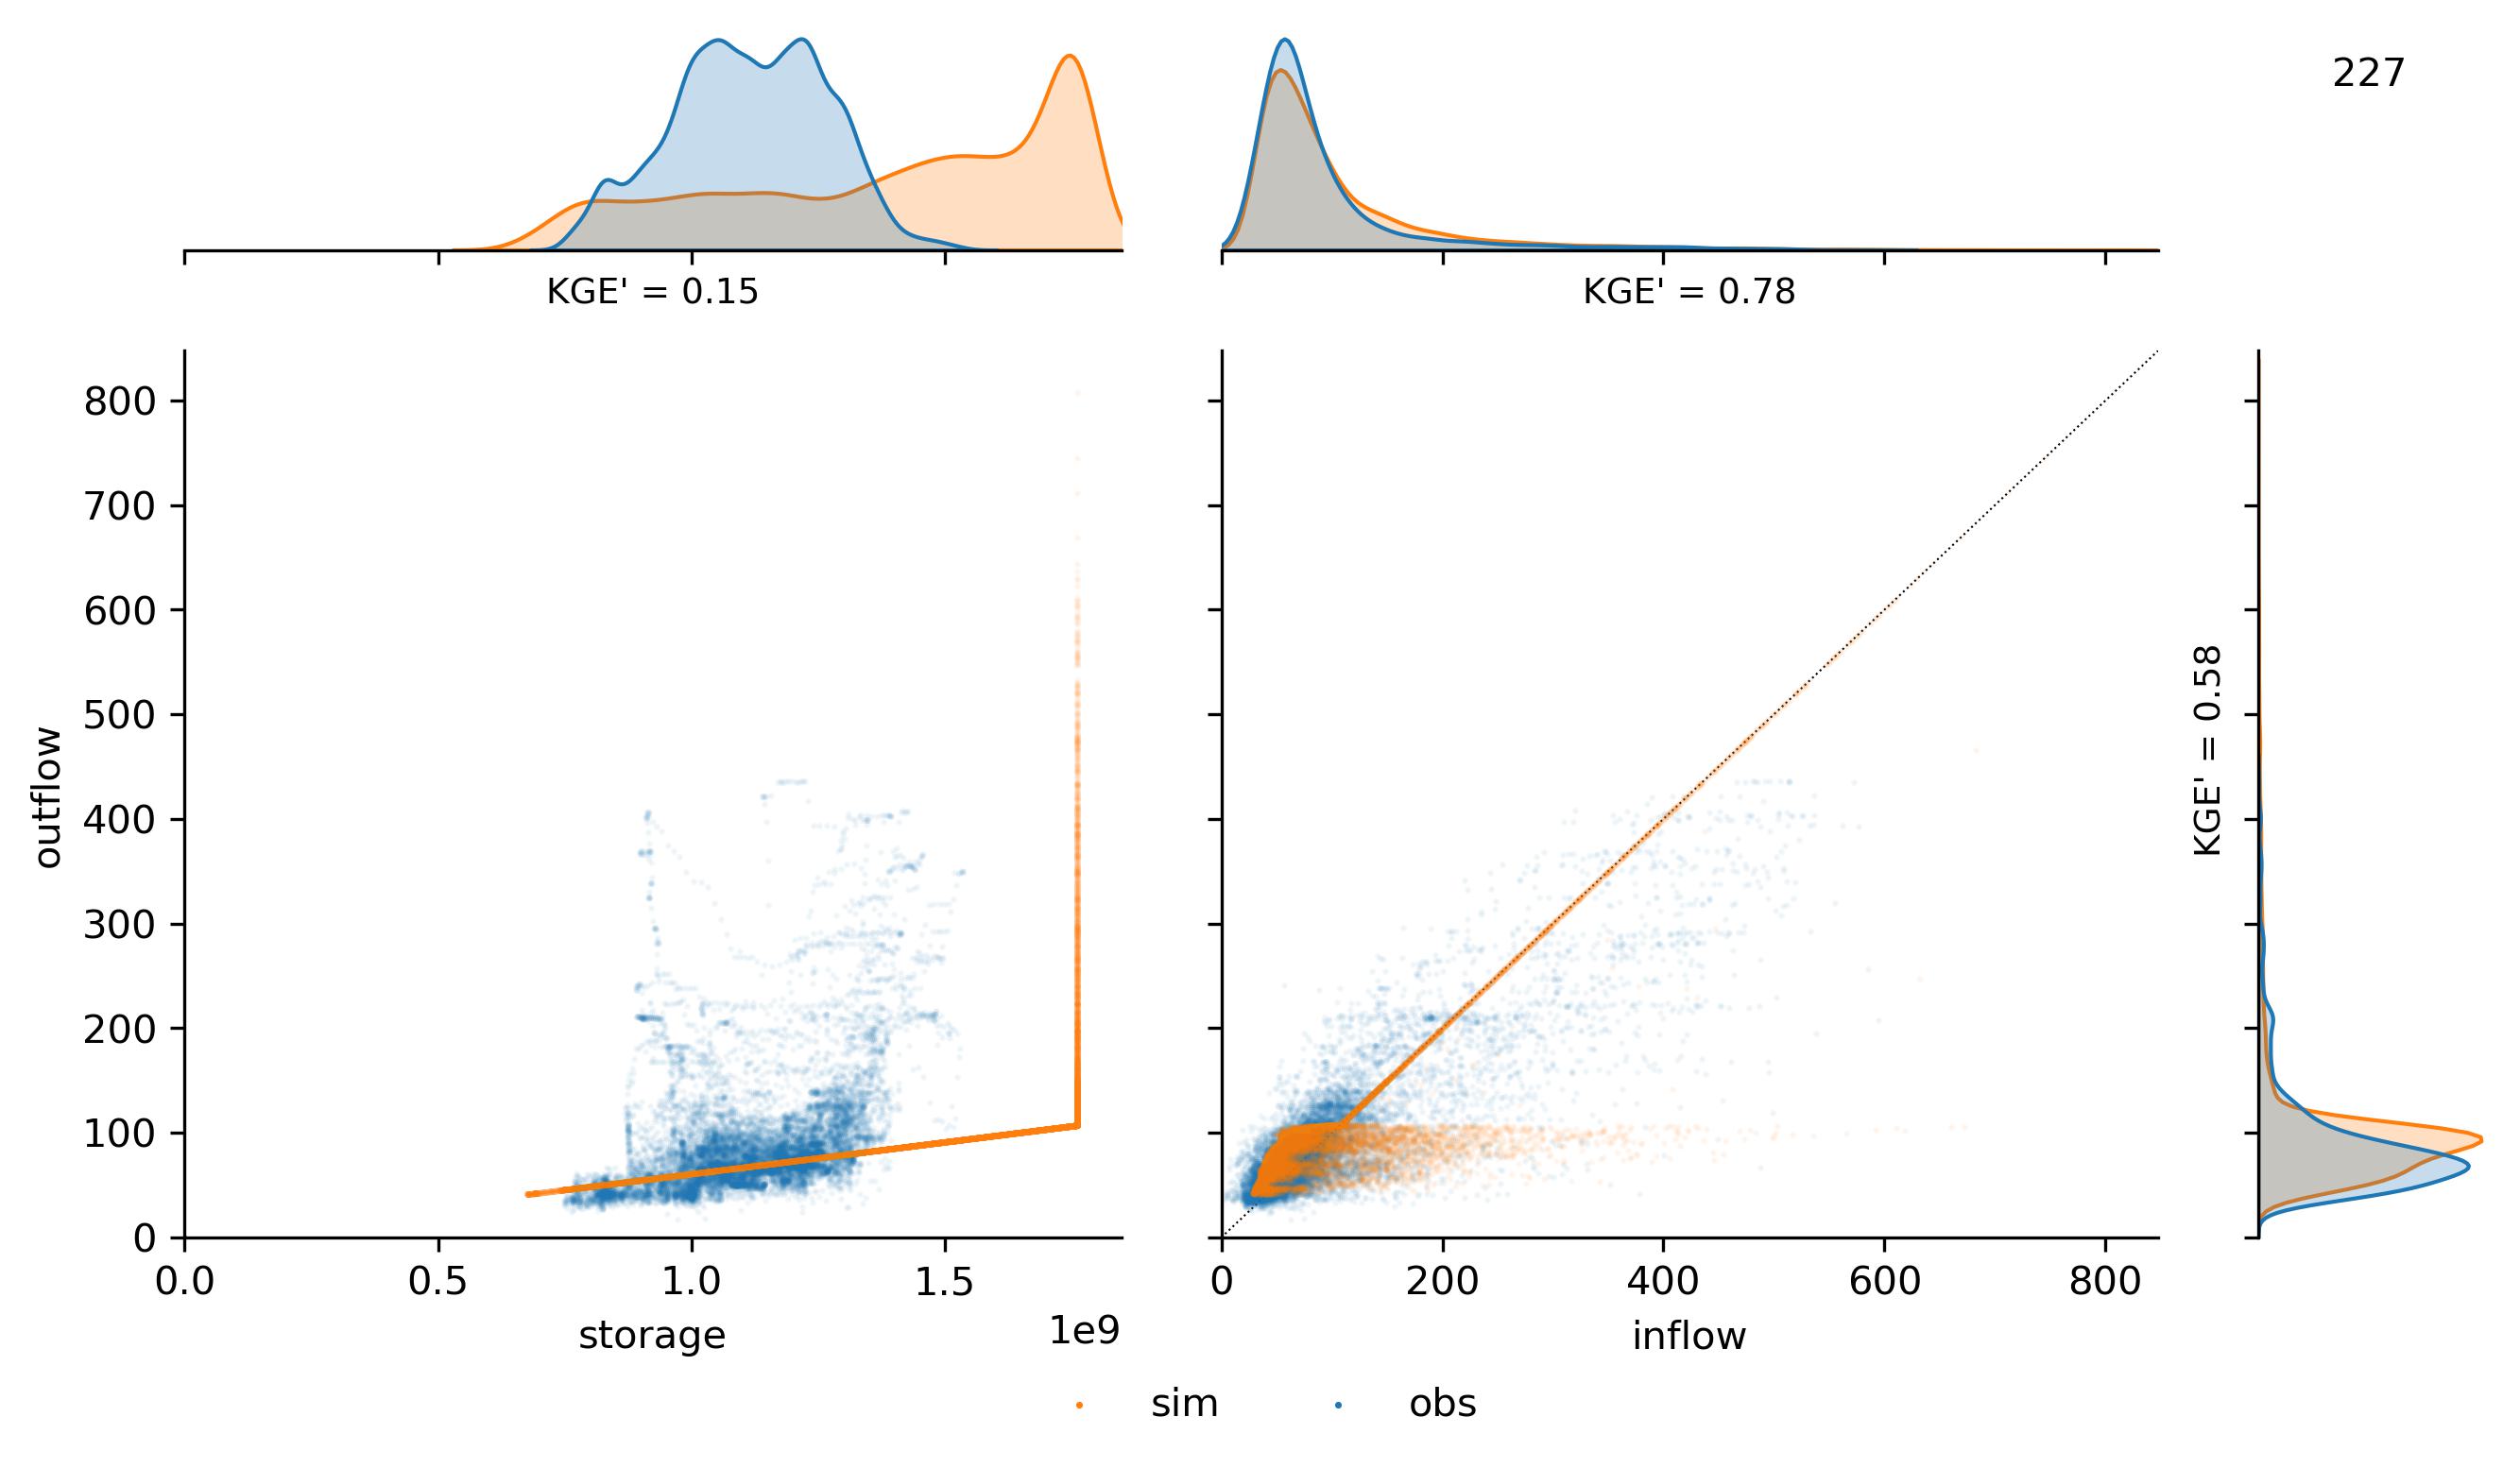 227
KGE' = 0.15
KGE' = 0.78
800
700
600
500
400
300
200
100
0
outflow
KGE' = 0.58
0.0 0.5 1.0 1.5
0 200 400 600 800
storage
1e9
inflow
sim obs